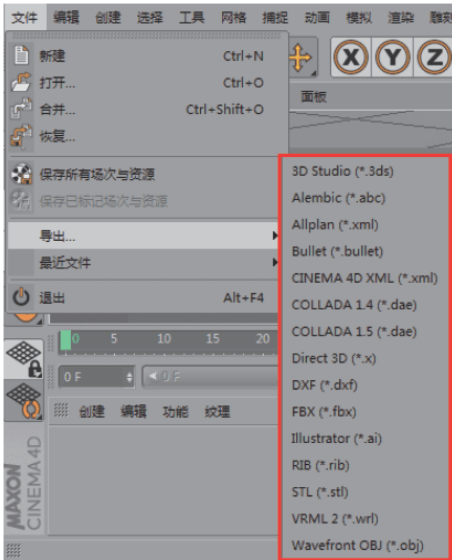 文件 编辑 创建 选择 工具 网格 捕捉 动画 模拟 渲染 雕刻
新建 Ctrl+N
打开... Ctrl+O
合并... Ctrl+Shift+O
恢复...
保存所有场次与资源
保存已标记场次与资源
导出...
最近文件
退出 Alt+F4
X Y Z
面板
3D Studio (*.3ds)
Alembic (*.abc)
Allplan (*.xml)
Bullet (*.bullet)
CINEMA 4D XML (*.xml)
COLLADA 1.4 (*.dae)
COLLADA 1.5 (*.dae)
Direct 3D (*.x)
DXF (*.dxf)
FBX (*.fbx)
Illustrator (*.ai)
RIB (*.rib)
STL (*.stl)
VRML 2 (*.wrl)
Wavefront OBJ (*.obj)
0 5 10 15 20
0 F 0 F
创建 编辑 功能 纹理
MAXON
CINEMA 4D